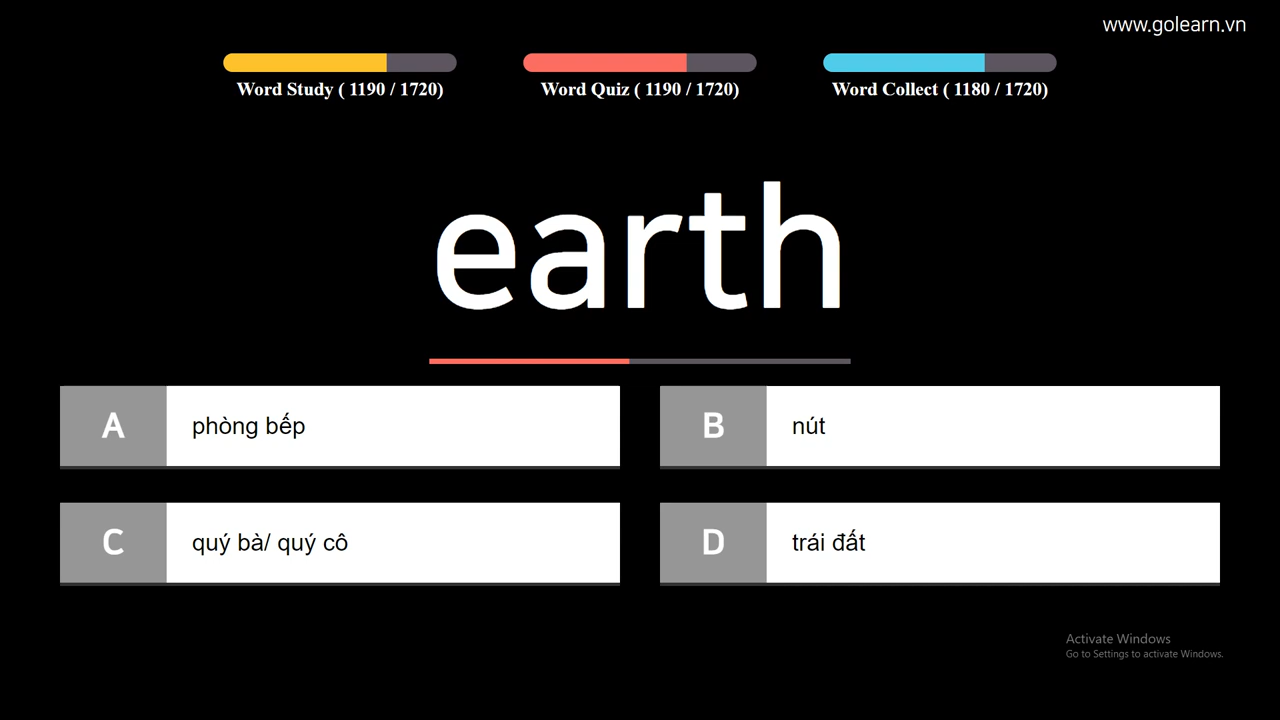 www.golearn.vn
Word Study ( 1190 / 1720)
Word Quiz ( 1190 / 1720)
Word Collect ( 1180 / 1720)
earth
A phòng bếp
B nút
C quý bà/ quý cô
D trái đất
Activate Windows
Go to Settings to activate Windows.